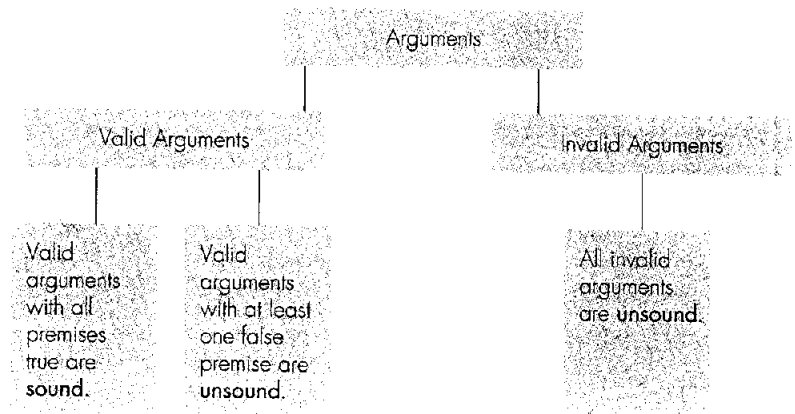 Arguments
Valid Arguments
Invalid Arguments
Valid
arguments
with all
premises
true are
sound.
Valid
arguments
with at least
one false
premise are
unsound.
All invalid
arguments
are unsound.